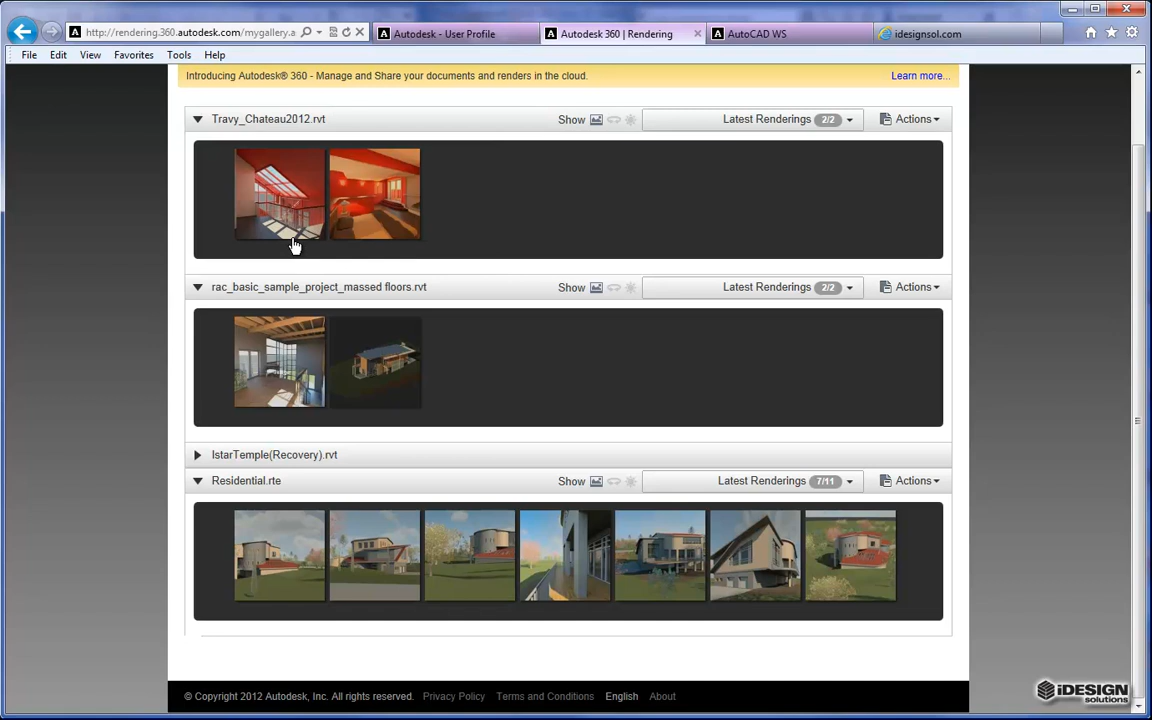 http://rendering.360.autodesk.com/mygallery.a
Autodesk - User Profile
Autodesk 360 | Rendering
AutoCAD WS
idesignsol.com
File Edit View Favorites Tools Help
Introducing Autodesk® 360 - Manage and Share your documents and renders in the cloud. Learn more...
Travy_Chateau2012.rvt Show Latest Renderings 2/2 Actions
rac_basic_sample_project_massed floors.rvt Show Latest Renderings 2/2 Actions
IstarTemple(Recovery).rvt
Residential.rte Show Latest Renderings 7/11 Actions
© Copyright 2012 Autodesk, Inc. All rights reserved. Privacy Policy Terms and Conditions English About
iDESIGN
solutions